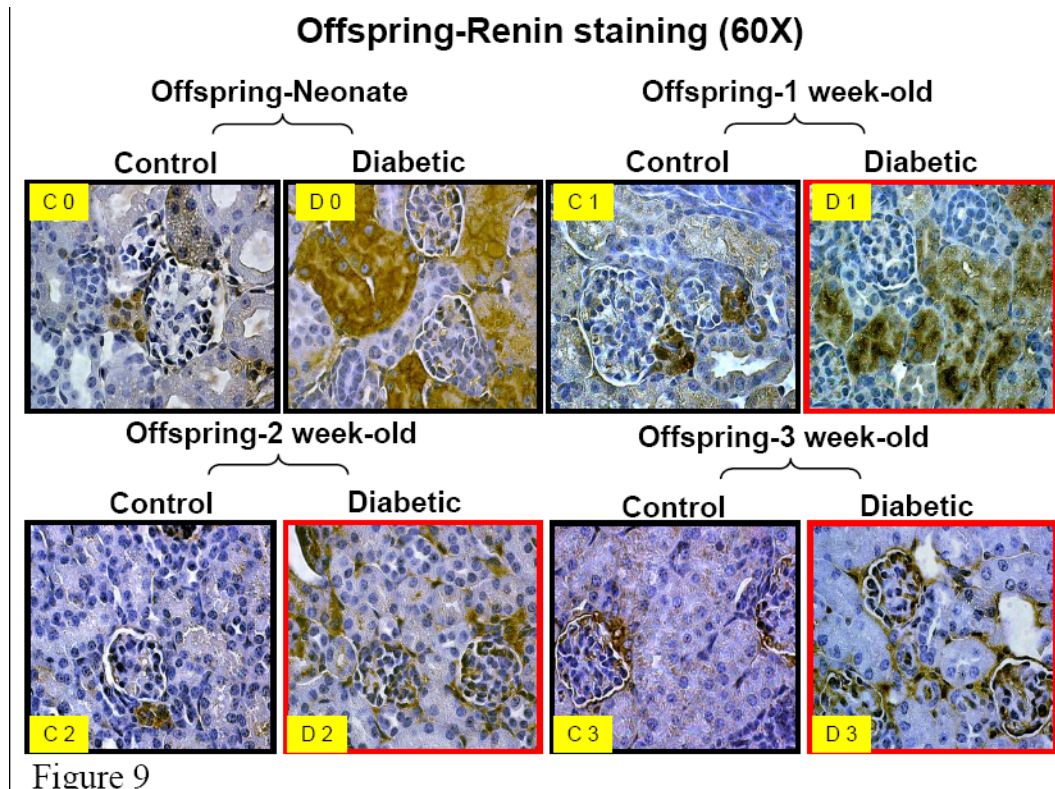 Offspring-Renin staining (60X)
Offspring-Neonate
Offspring-1 week-old
Control
Diabetic
Control
Diabetic
C 0
D 0
C 1
D 1
Offspring-2 week-old
Offspring-3 week-old
Control
Diabetic
Control
Diabetic
C 2
D 2
C 3
D 3
Figure 9